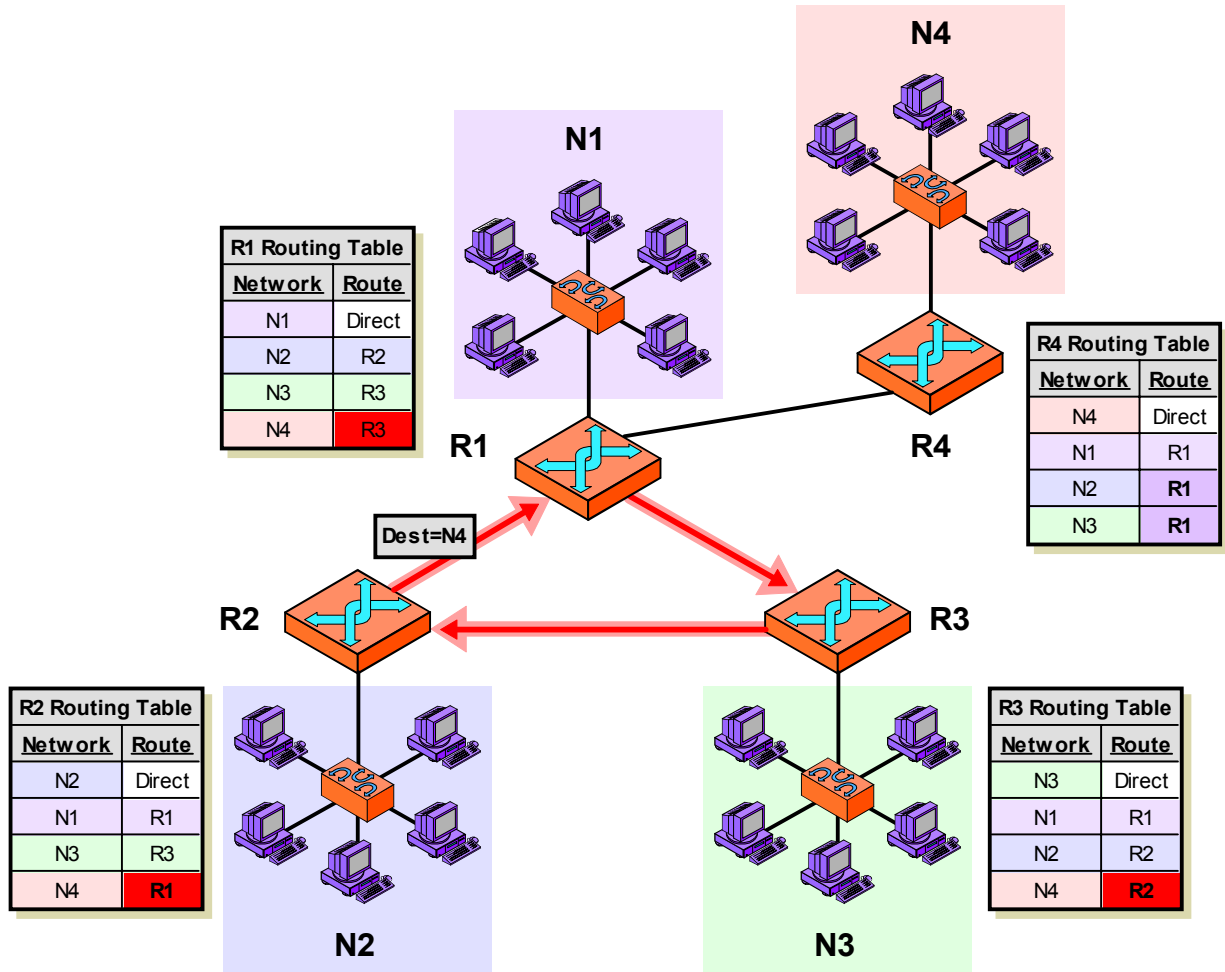 N4
N1
R1 Routing Table
Network Route
N1 Direct
N2 R2
N3 R3
N4 R3
R4 Routing Table
Network Route
N4 Direct
N1 R1
N2 R1
N3 R1
R1
R4
Dest=N4
R2
R3
R2 Routing Table
Network Route
N2 Direct
N1 R1
N3 R3
N4 R1
R3 Routing Table
Network Route
N3 Direct
N1 R1
N2 R2
N4 R2
N2
N3